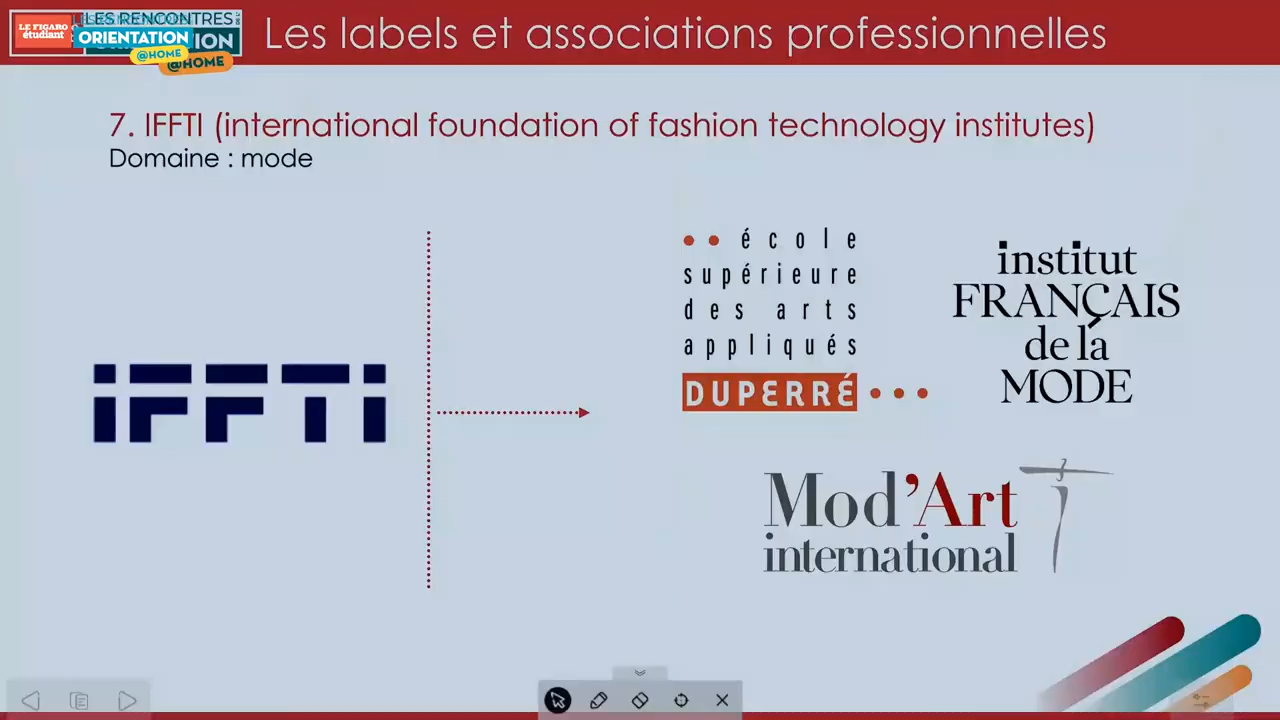 LE FIGARO
étudiant
LES RENCONTRES
ORIENTATION
@HOME
@HOME
Les labels et associations professionnelles
7. IFFTI (international foundation of fashion technology institutes)
Domaine : mode
iFFTi
école
supérieure
des arts
appliqués
DUPERRÉ
institut
FRANÇAIS
de la
MODE
Mod'Art
international